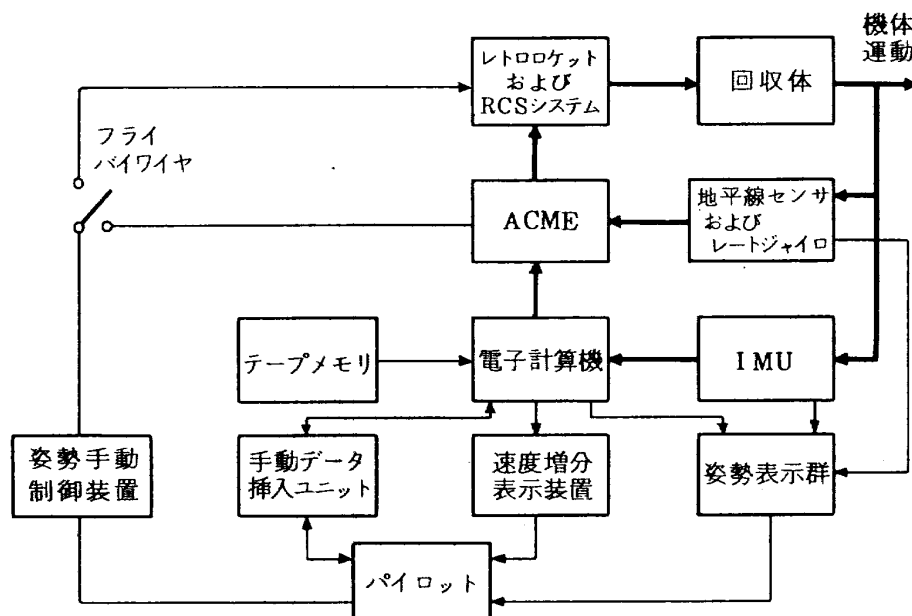 機体
運動
レトロロケット
および
RCSシステム
回収体
フライ
バイワイヤ
ACME
地平線センサ
および
レートジャイロ
テープメモリ
電子計算機
IMU
姿勢手動
制御装置
手動データ
挿入ユニット
速度増分
表示装置
姿勢表示群
パイロット